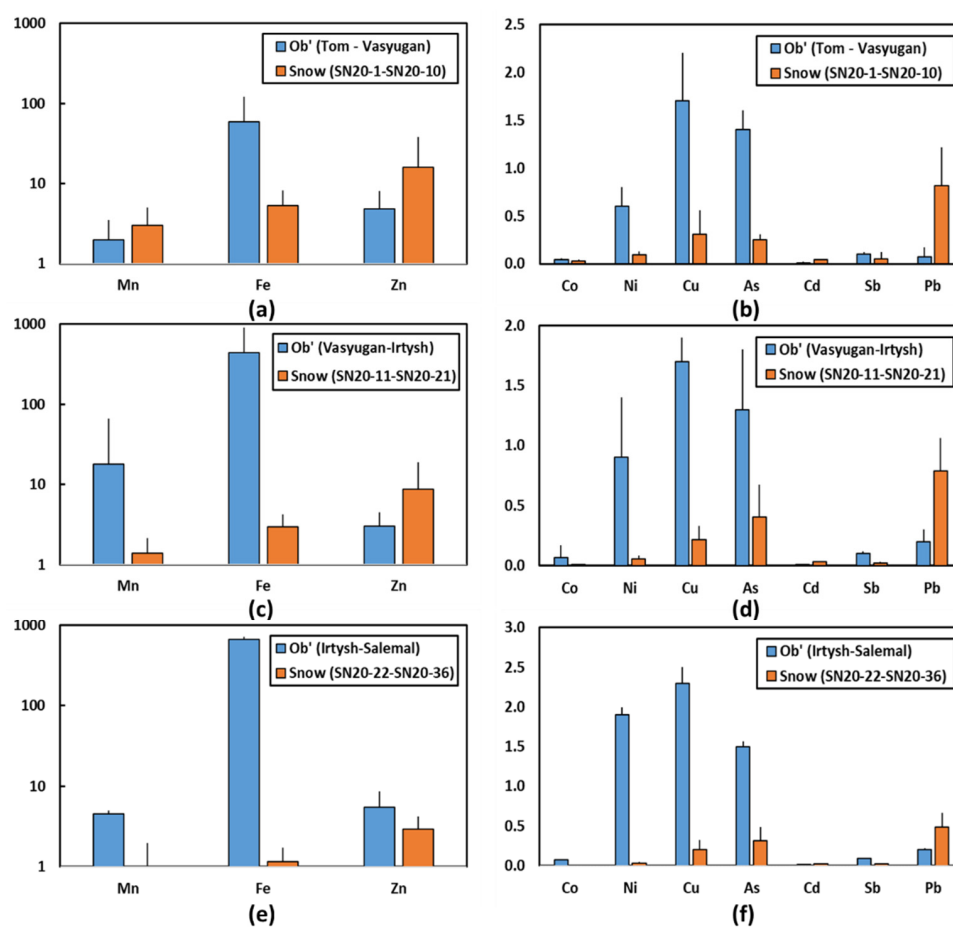 1000
100
10
1
Ob' (Tom - Vasyugan)
Snow (SN20-1-SN20-10)
Mn Fe Zn
(a)
2.5
2.0
1.5
1.0
0.5
0.0
Ob' (Tom - Vasyugan)
Snow (SN20-1-SN20-10)
Co Ni Cu As Cd Sb Pb
(b)
1000
100
10
1
Ob' (Vasyugan-Irtysh)
Snow (SN20-11-SN20-21)
Mn Fe Zn
(c)
2.0
1.5
1.0
0.5
0.0
Ob' (Vasyugan-Irtysh)
Snow (SN20-11-SN20-21)
Co Ni Cu As Cd Sb Pb
(d)
1000
100
10
1
Ob' (Irtysh-Salemal)
Snow (SN20-22-SN20-36)
Mn Fe Zn
(e)
3.0
2.5
2.0
1.5
1.0
0.5
0.0
Ob' (Irtysh-Salemal)
Snow (SN20-22-SN20-36)
Co Ni Cu As Cd Sb Pb
(f)